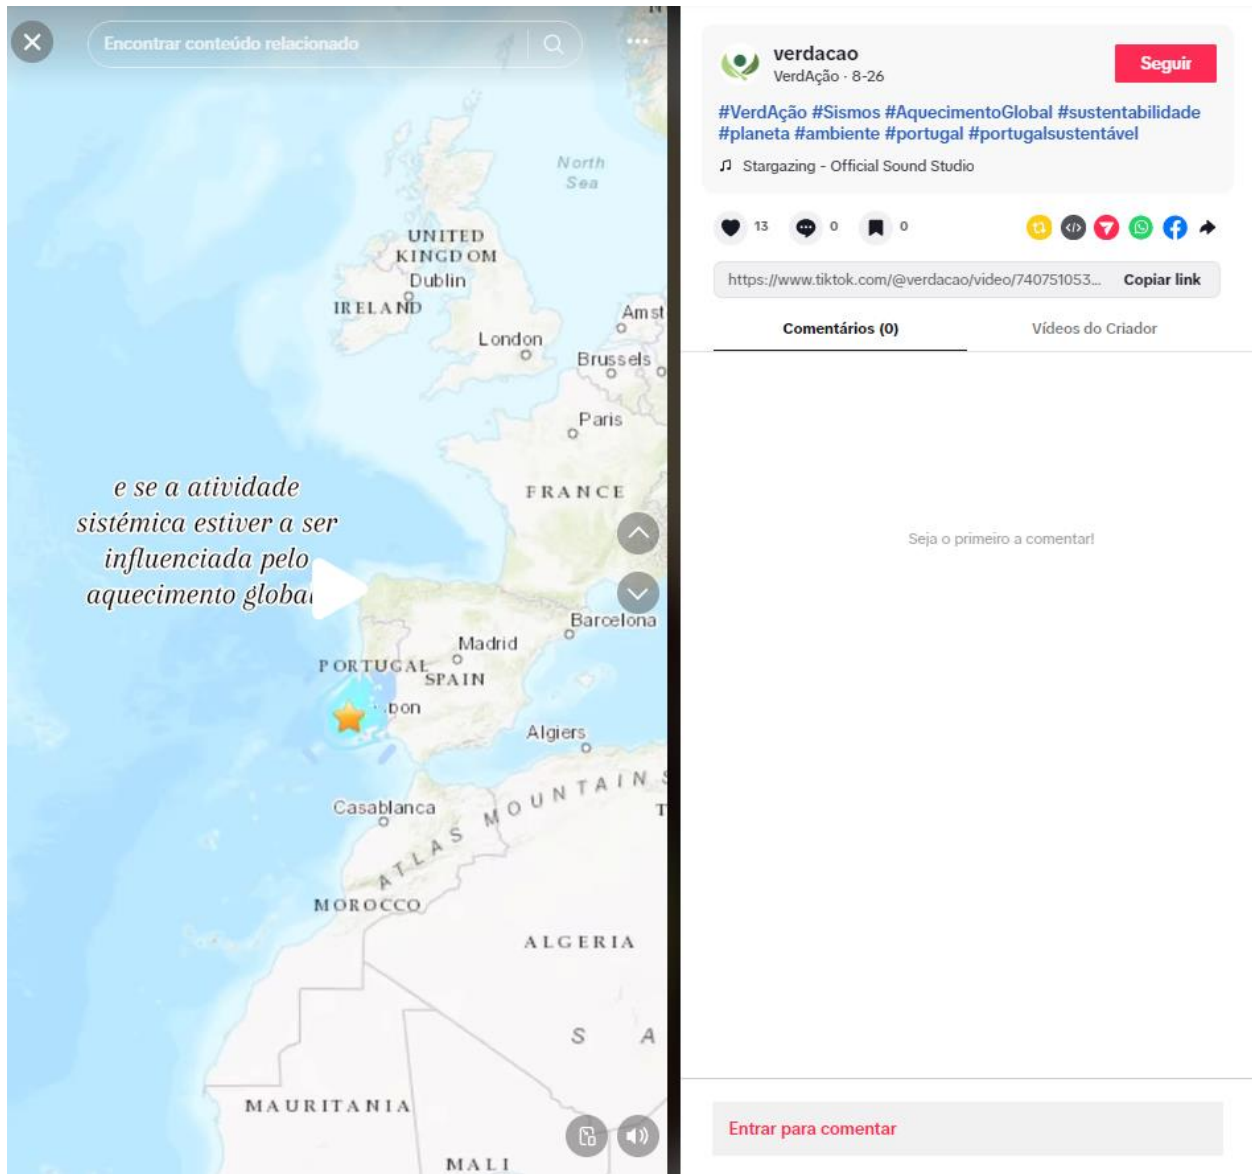 Encontrar conteúdo relacionado
North
Sea
UNITED
KINGDOM
Dublin
IRELAND
London
Amst
Brussels
Paris
FRANCE
e se a atividade
sistémica estiver a ser
influenciada pelo
aquecimento global
Barcelona
Madrid
PORTUGAL
SPAIN
bon
Algiers
Casablanca
ATLAS MOUNTAINS
T
MOROCCO
ALGERIA
S A
MAURITANIA
MALI
verdacao
VerdAção · 8-26
Seguir
#VerdAção #Sismos #AquecimentoGlobal #sustentabilidade
#planeta #ambiente #portugal #portugalsustentável
Stargazing - Official Sound Studio
13
0
0
https://www.tiktok.com/@verdacao/video/740751053...
Copiar link
Comentários (0)
Vídeos do Criador
Seja o primeiro a comentar!
Entrar para comentar